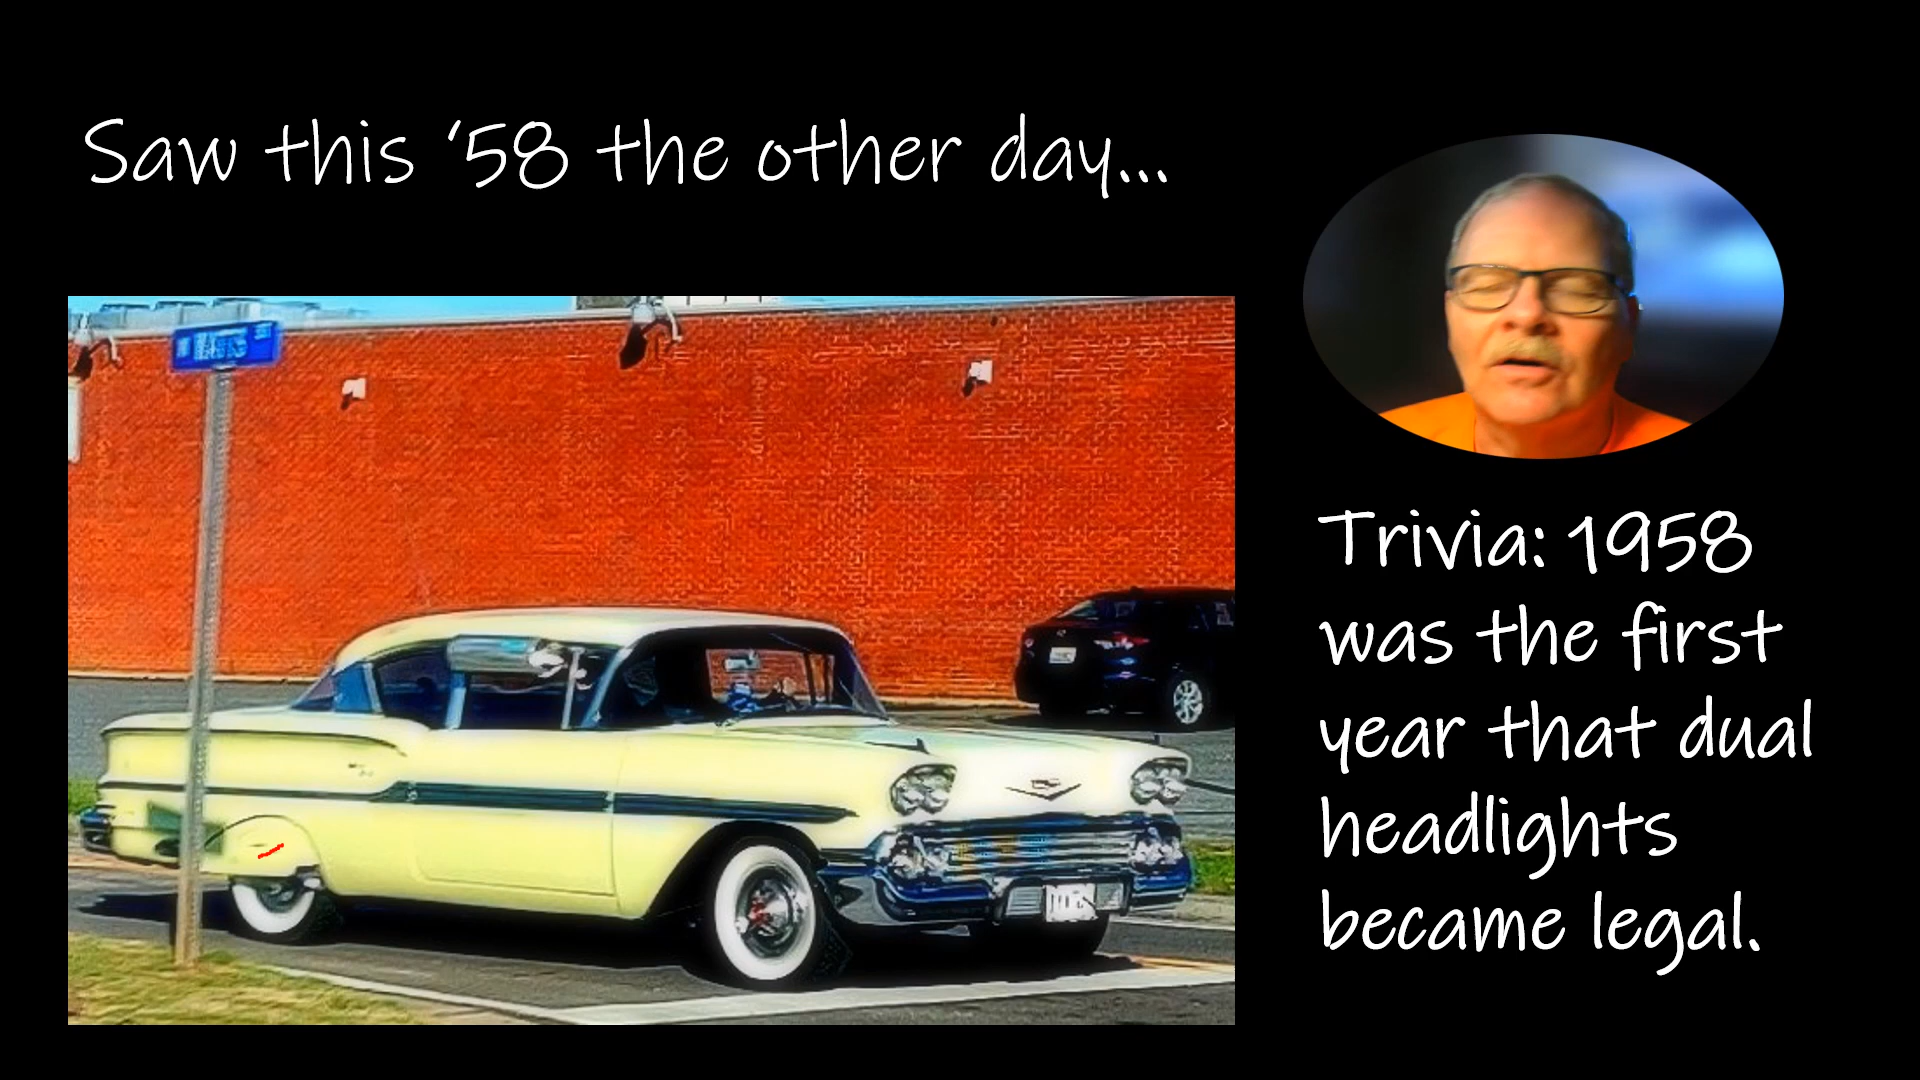 Saw this ‘58 the other day...
Trivia: 1958
was the first
year that dual
headlights
became legal.